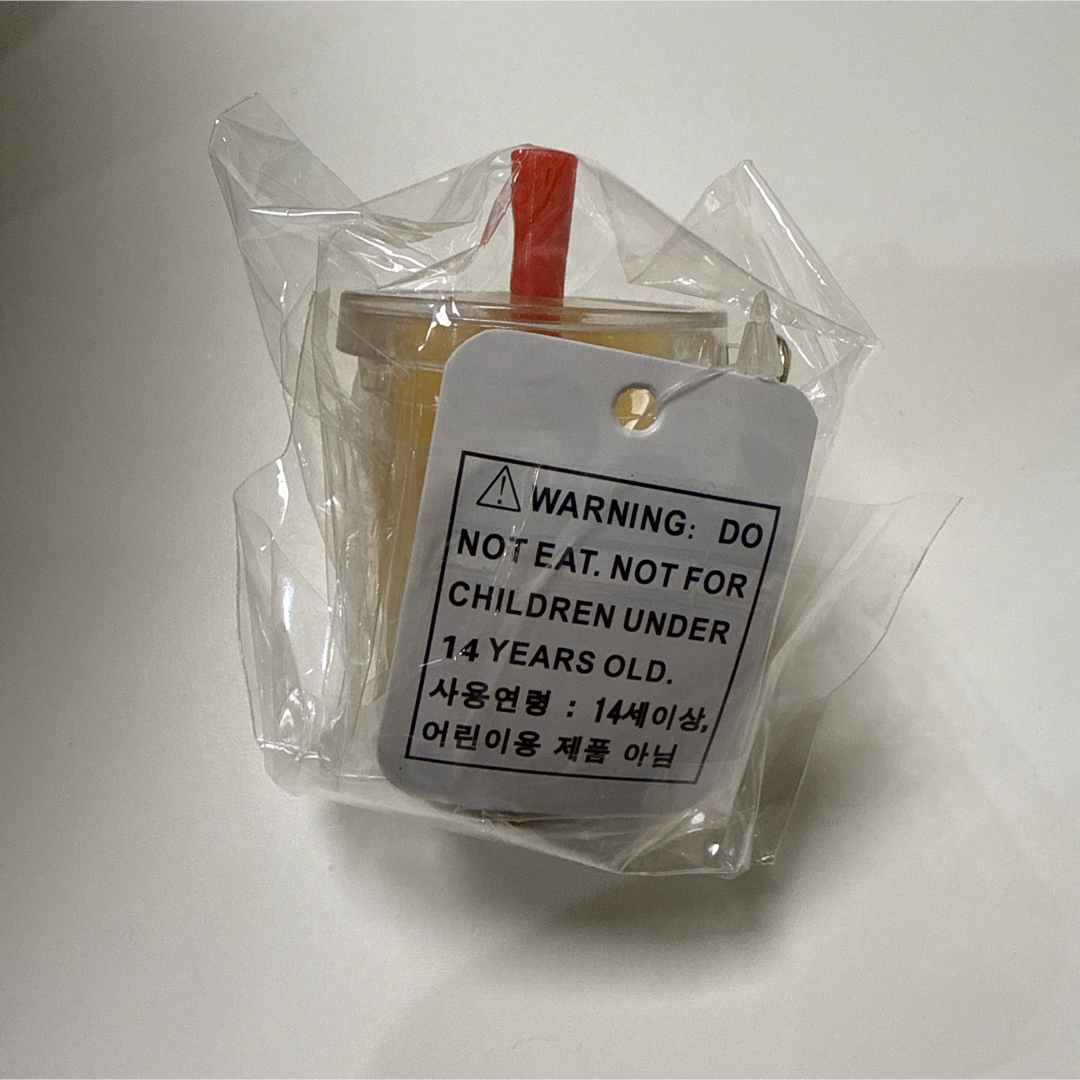 ⚠ WARNING: DO
NOT EAT. NOT FOR
CHILDREN UNDER
14 YEARS OLD.
사용연령 : 14세이상,
어린이용 제품 아님